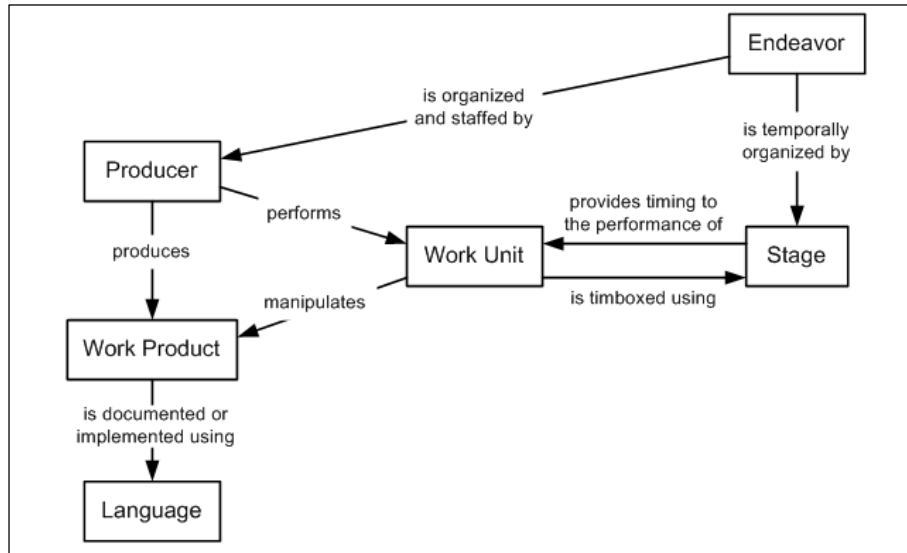 Endeavor
is organized
and staffed by
is temporally
organized by
Producer
provides timing to
the performance of
performs
produces
Work Unit
Stage
manipulates
is timboxed using
Work Product
is documented or
implemented using
Language